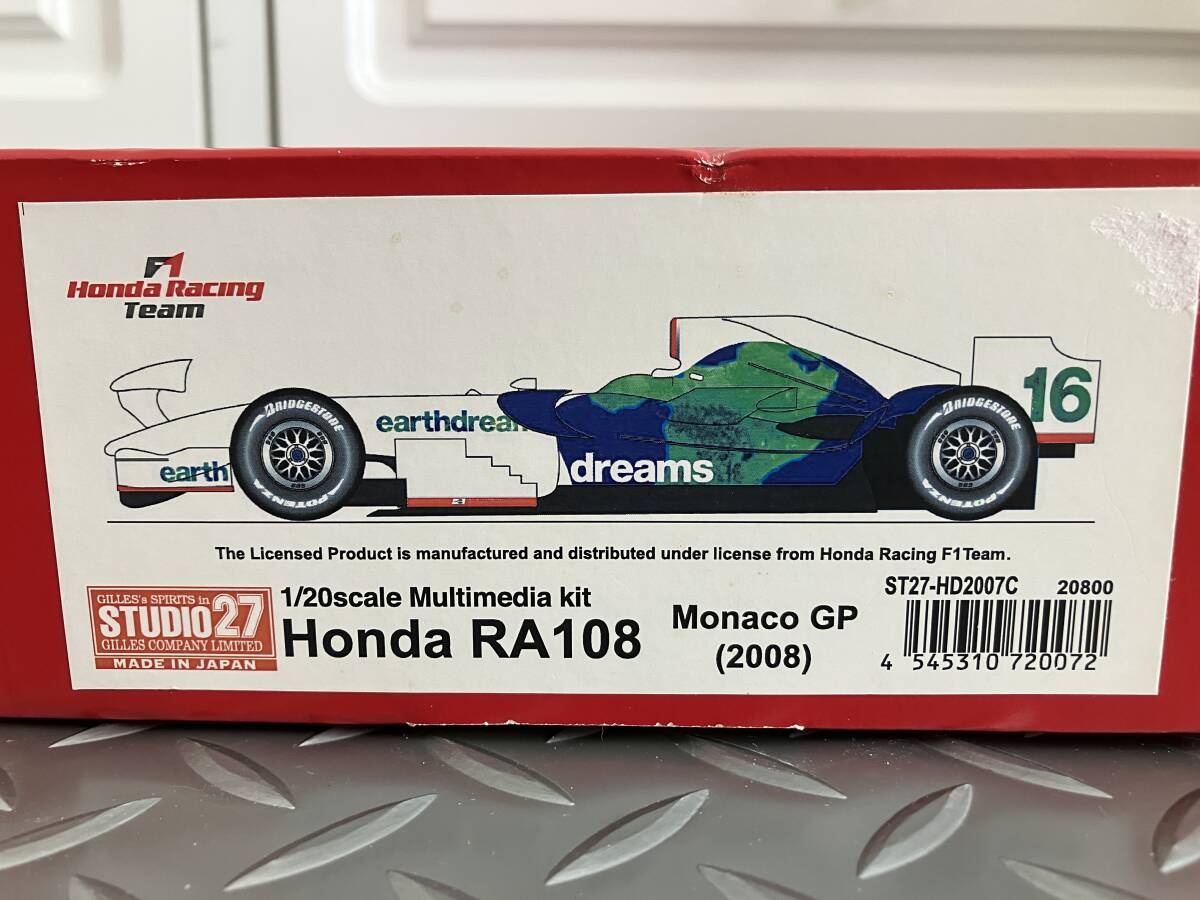 F1
Honda Racing
Team
16
BRIDGESTONE
POTENZA
BRIDGESTONE
POTENZA
earthdream
earth
dreams
The Licensed Product is manufactured and distributed under license from Honda Racing F1Team.
GILLES's SPIRITS in
STUDIO27
GILLES COMPANY LIMITED
MADE IN JAPAN
1/20scale Multimedia kit
Honda RA108
Monaco GP
(2008)
ST27-HD2007C 20800
4 545310 720072